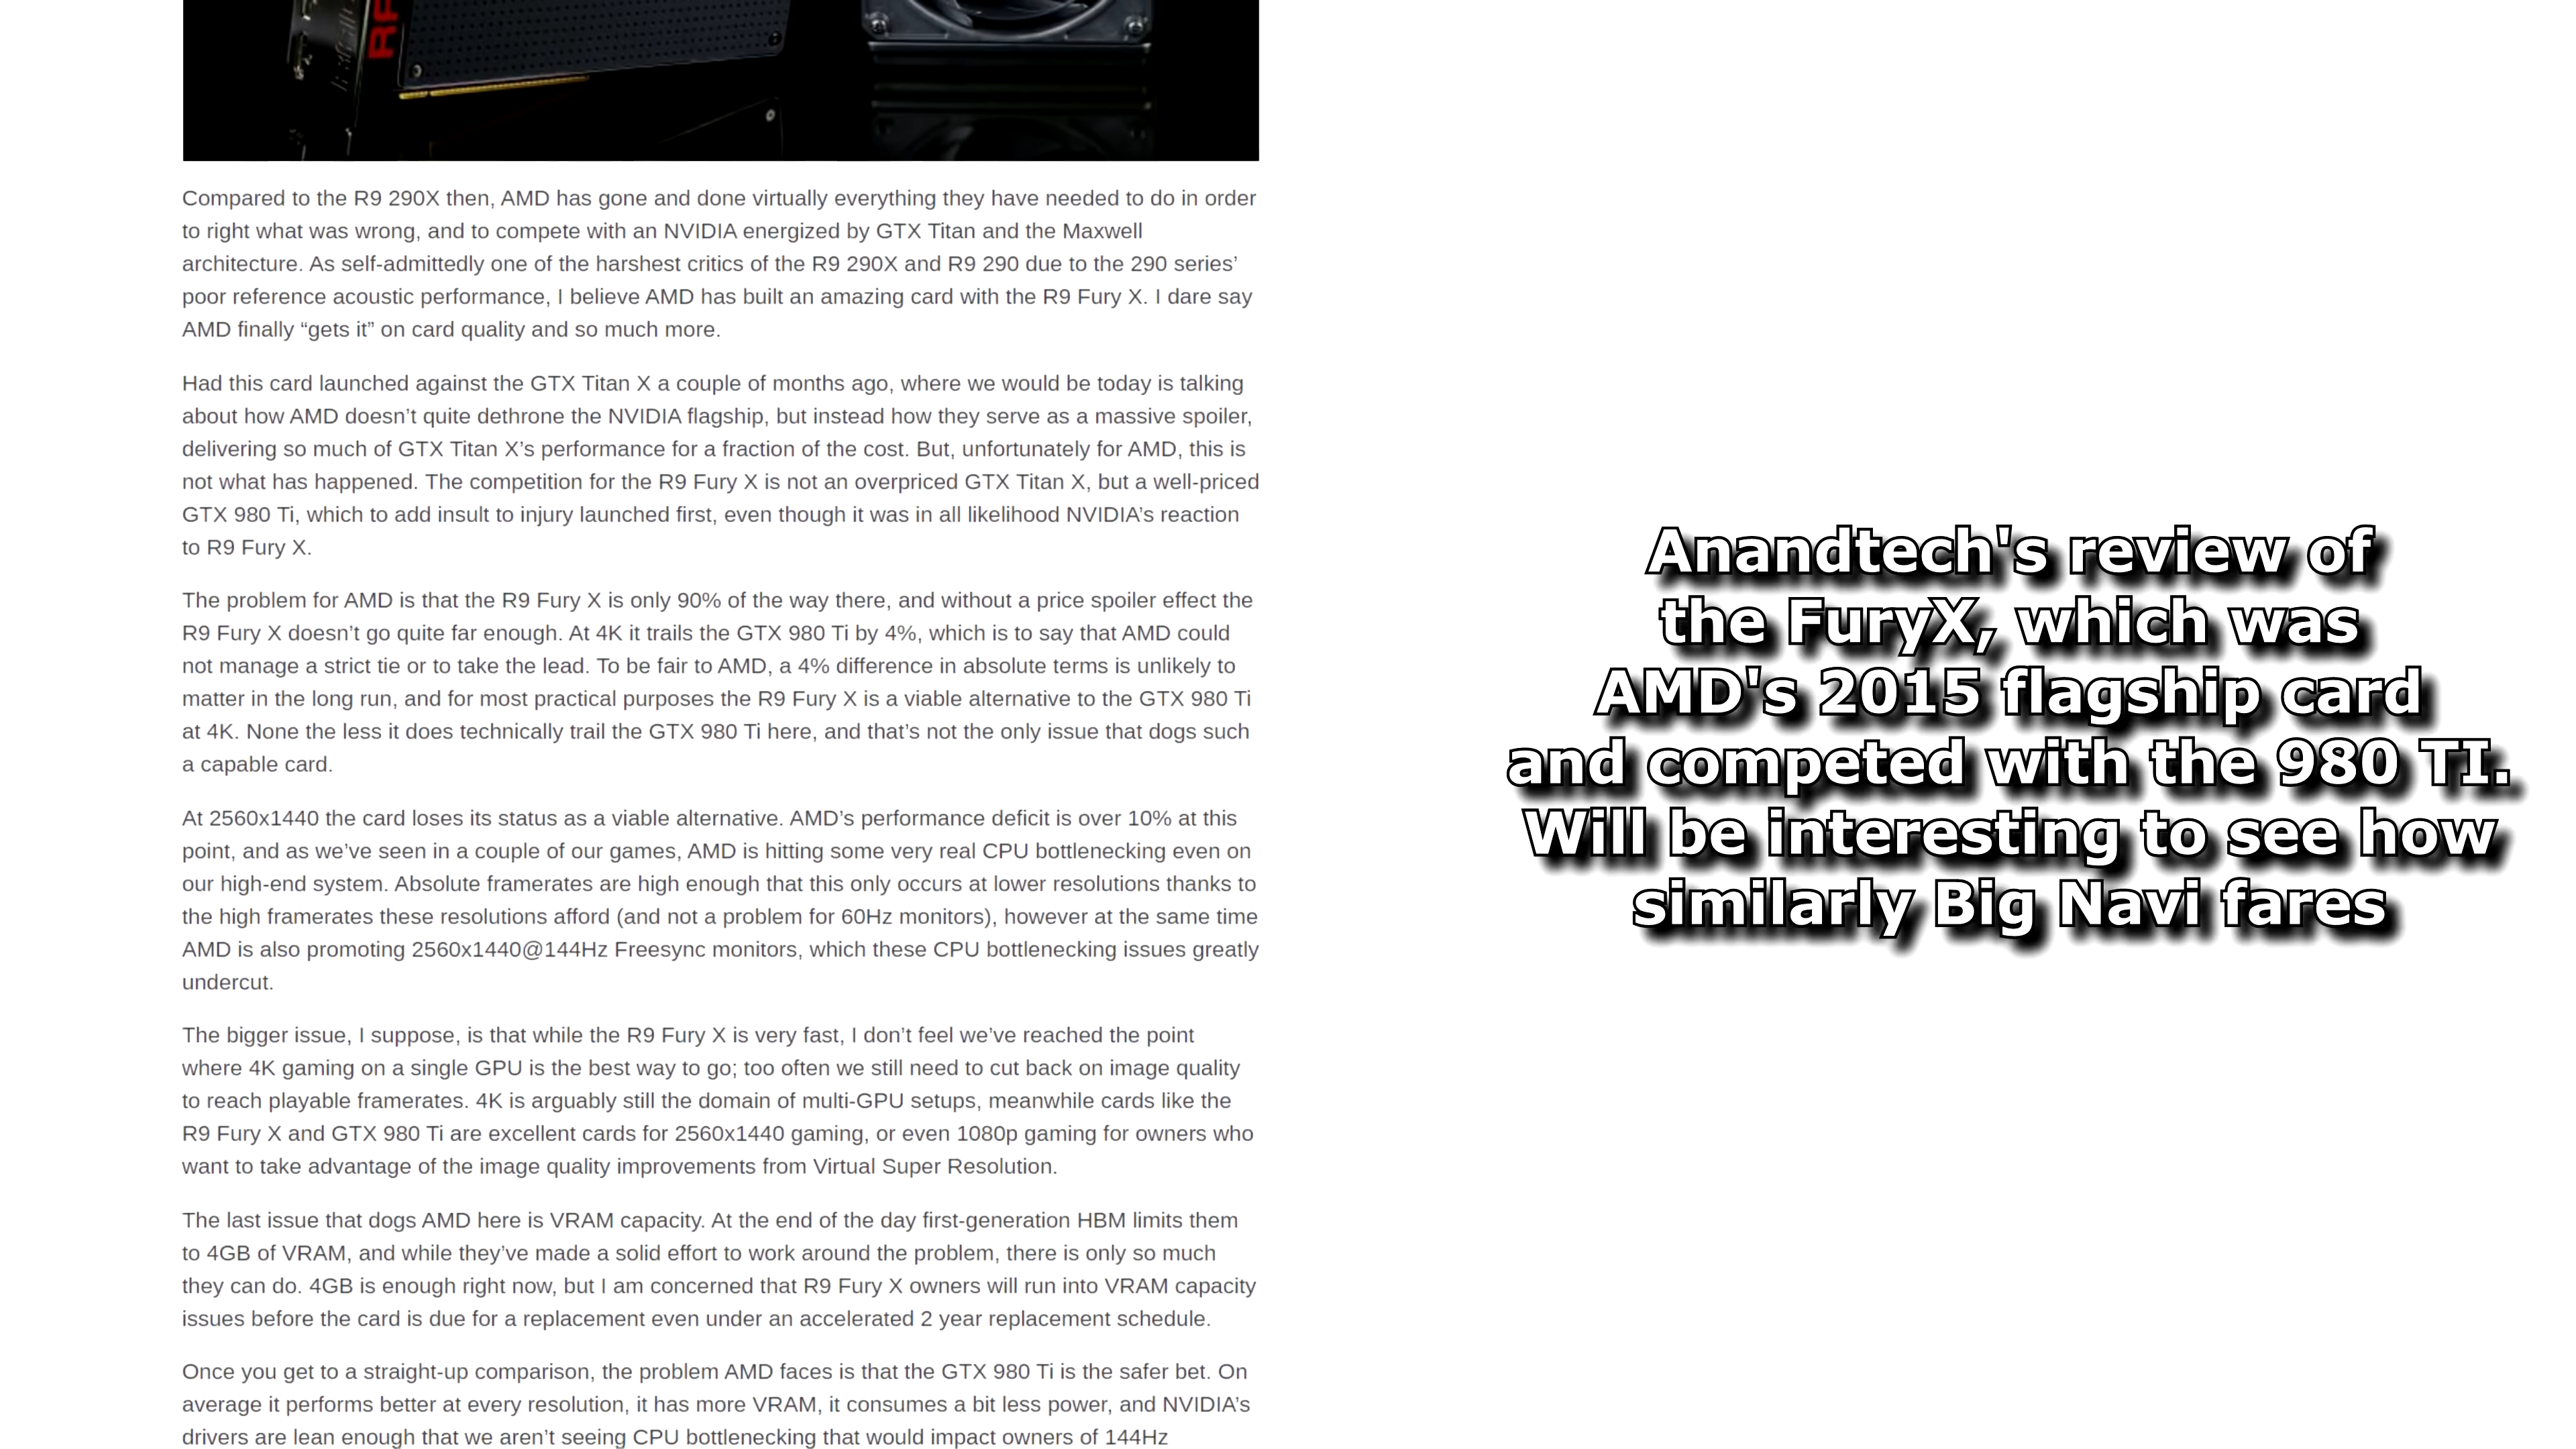 Compared to the R9 290X then, AMD has gone and done virtually everything they have needed to do in order
to right what was wrong, and to compete with an NVIDIA energized by GTX Titan and the Maxwell
architecture. As self-admittedly one of the harshest critics of the R9 290X and R9 290 due to the 290 series’
poor reference acoustic performance, I believe AMD has built an amazing card with the R9 Fury X. I dare say
AMD finally “gets it” on card quality and so much more.
Had this card launched against the GTX Titan X a couple of months ago, where we would be today is talking
about how AMD doesn’t quite dethrone the NVIDIA flagship, but instead how they serve as a massive spoiler,
delivering so much of GTX Titan X’s performance for a fraction of the cost. But, unfortunately for AMD, this is
not what has happened. The competition for the R9 Fury X is not an overpriced GTX Titan X, but a well-priced
GTX 980 Ti, which to add insult to injury launched first, even though it was in all likelihood NVIDIA’s reaction
to R9 Fury X.
The problem for AMD is that the R9 Fury X is only 90% of the way there, and without a price spoiler effect the
R9 Fury X doesn’t go quite far enough. At 4K it trails the GTX 980 Ti by 4%, which is to say that AMD could
not manage a strict tie or to take the lead. To be fair to AMD, a 4% difference in absolute terms is unlikely to
matter in the long run, and for most practical purposes the R9 Fury X is a viable alternative to the GTX 980 Ti
at 4K. None the less it does technically trail the GTX 980 Ti here, and that’s not the only issue that dogs such
a capable card.
At 2560x1440 the card loses its status as a viable alternative. AMD’s performance deficit is over 10% at this
point, and as we’ve seen in a couple of our games, AMD is hitting some very real CPU bottlenecking even on
our high-end system. Absolute framerates are high enough that this only occurs at lower resolutions thanks to
the high framerates these resolutions afford (and not a problem for 60Hz monitors), however at the same time
AMD is also promoting 2560x1440@144Hz Freesync monitors, which these CPU bottlenecking issues greatly
undercut.
The bigger issue, I suppose, is that while the R9 Fury X is very fast, I don’t feel we’ve reached the point
where 4K gaming on a single GPU is the best way to go; too often we still need to cut back on image quality
to reach playable framerates. 4K is arguably still the domain of multi-GPU setups, meanwhile cards like the
R9 Fury X and GTX 980 Ti are excellent cards for 2560x1440 gaming, or even 1080p gaming for owners who
want to take advantage of the image quality improvements from Virtual Super Resolution.
The last issue that dogs AMD here is VRAM capacity. At the end of the day first-generation HBM limits them
to 4GB of VRAM, and while they’ve made a solid effort to work around the problem, there is only so much
they can do. 4GB is enough right now, but I am concerned that R9 Fury X owners will run into VRAM capacity
issues before the card is due for a replacement even under an accelerated 2 year replacement schedule.
Once you get to a straight-up comparison, the problem AMD faces is that the GTX 980 Ti is the safer bet. On
average it performs better at every resolution, it has more VRAM, it consumes a bit less power, and NVIDIA’s
drivers are lean enough that we aren’t seeing CPU bottlenecking that would impact owners of 144Hz
Anandtech's review of
the FuryX, which was
AMD's 2015 flagship card
and competed with the 980 TI.
Will be interesting to see how
similarly Big Navi fares